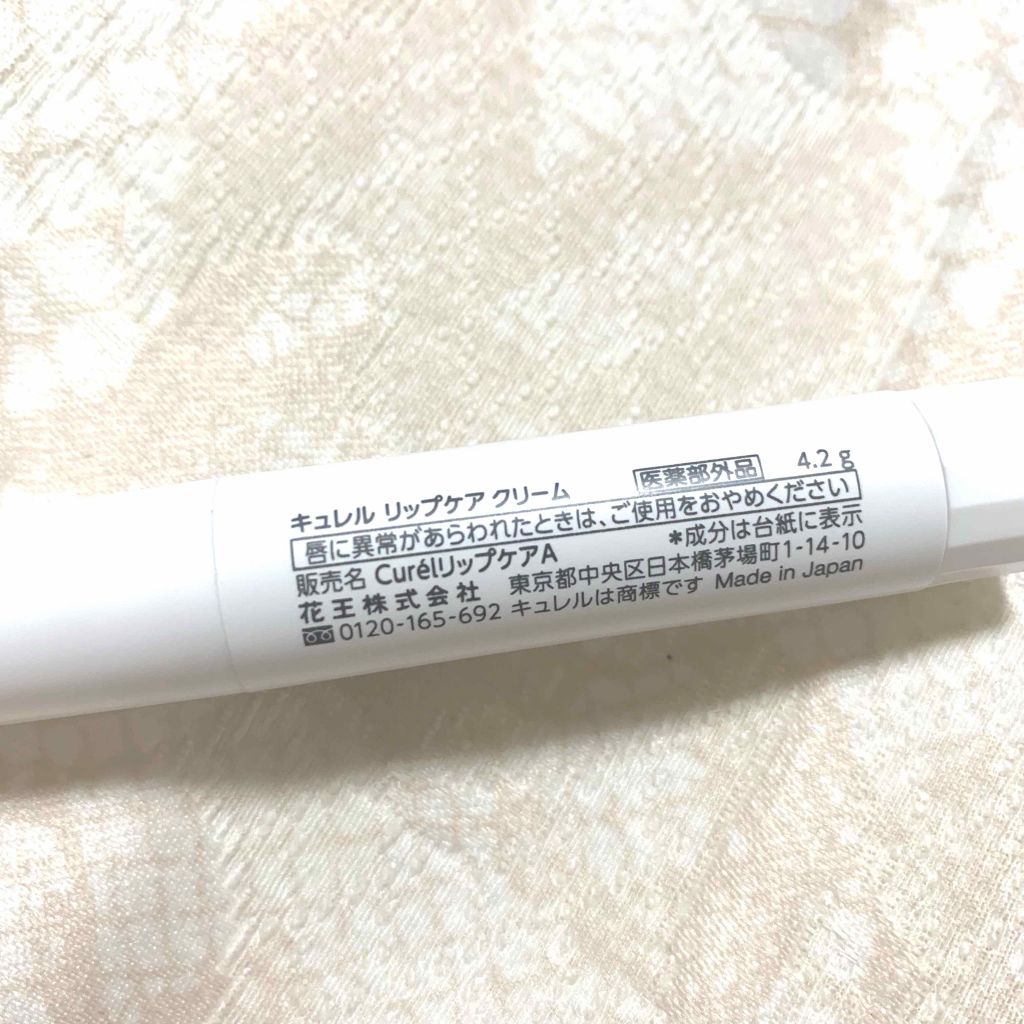 キュレル リップケア クリーム 医薬部外品 4.2 g
唇に異常があらわれたときは、ご使用をおやめください
販売名 CurélリップケアA *成分は台紙に表示
花王株式会社 東京都中央区日本橋茅場町1-14-10
0120-165-692 キュレルは商標です Made in Japan